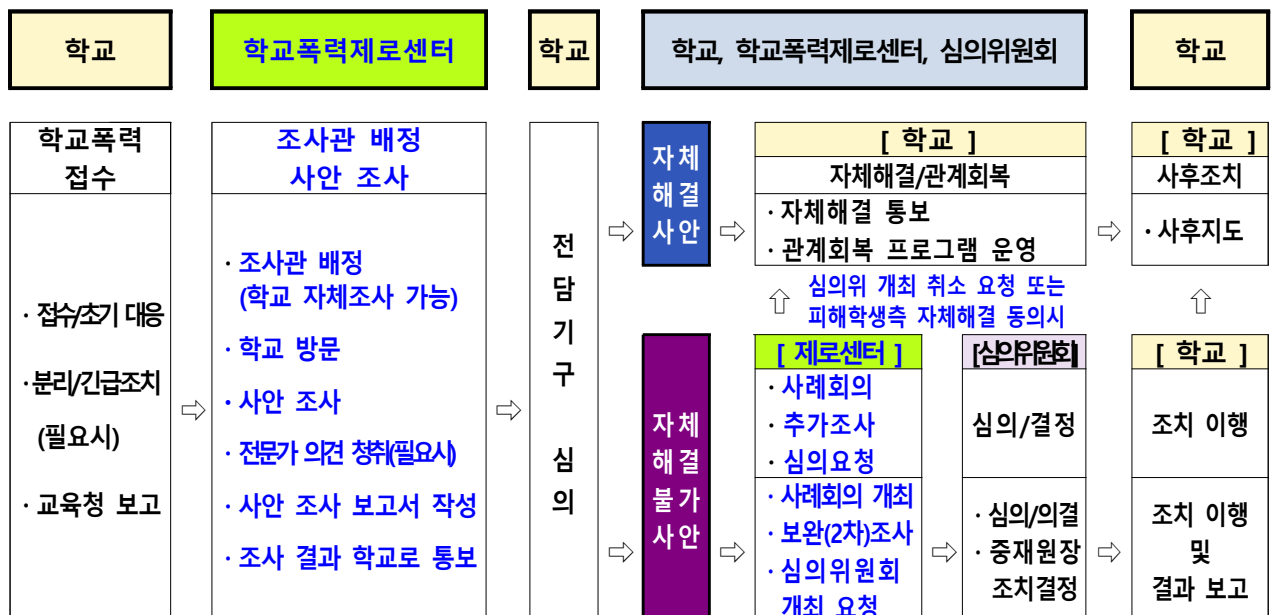 학교
학교폭력제로센터
학교
학교, 학교폭력제로센터, 심의위원회
학교
학교폭력
접수
· 접수/초기 대응
·분리/긴급조치
(필요시)
· 교육청 보고
조사관 배정
사안 조사
· 조사관 배정
(학교 자체조사 가능)
· 학교 방문
· 사안 조사
· 전문가 의견 청취(필요시)
· 사안 조사 보고서 작성
· 조사 결과 학교로 통보
전
담
기
구
심
의
자체
해결
사안
[ 학교 ]
자체해결/관계회복
· 자체해결 통보
· 관계회복 프로그램 운영
[ 학교 ]
사후조치
· 사후지도
심의위 개최 취소 요청 또는
피해학생측 자체해결 동의시
자체
해결
불가
사안
[ 제로센터 ]
· 사례회의
· 추가조사
· 심의요청
· 사례회의 개최
· 보완(2차)조사
· 심의위원회
개최 요청
[심의위원회]
심의/결정
· 심의/의결
· 중재원장
조치결정
[ 학교 ]
조치 이행
조치 이행
및
결과 보고